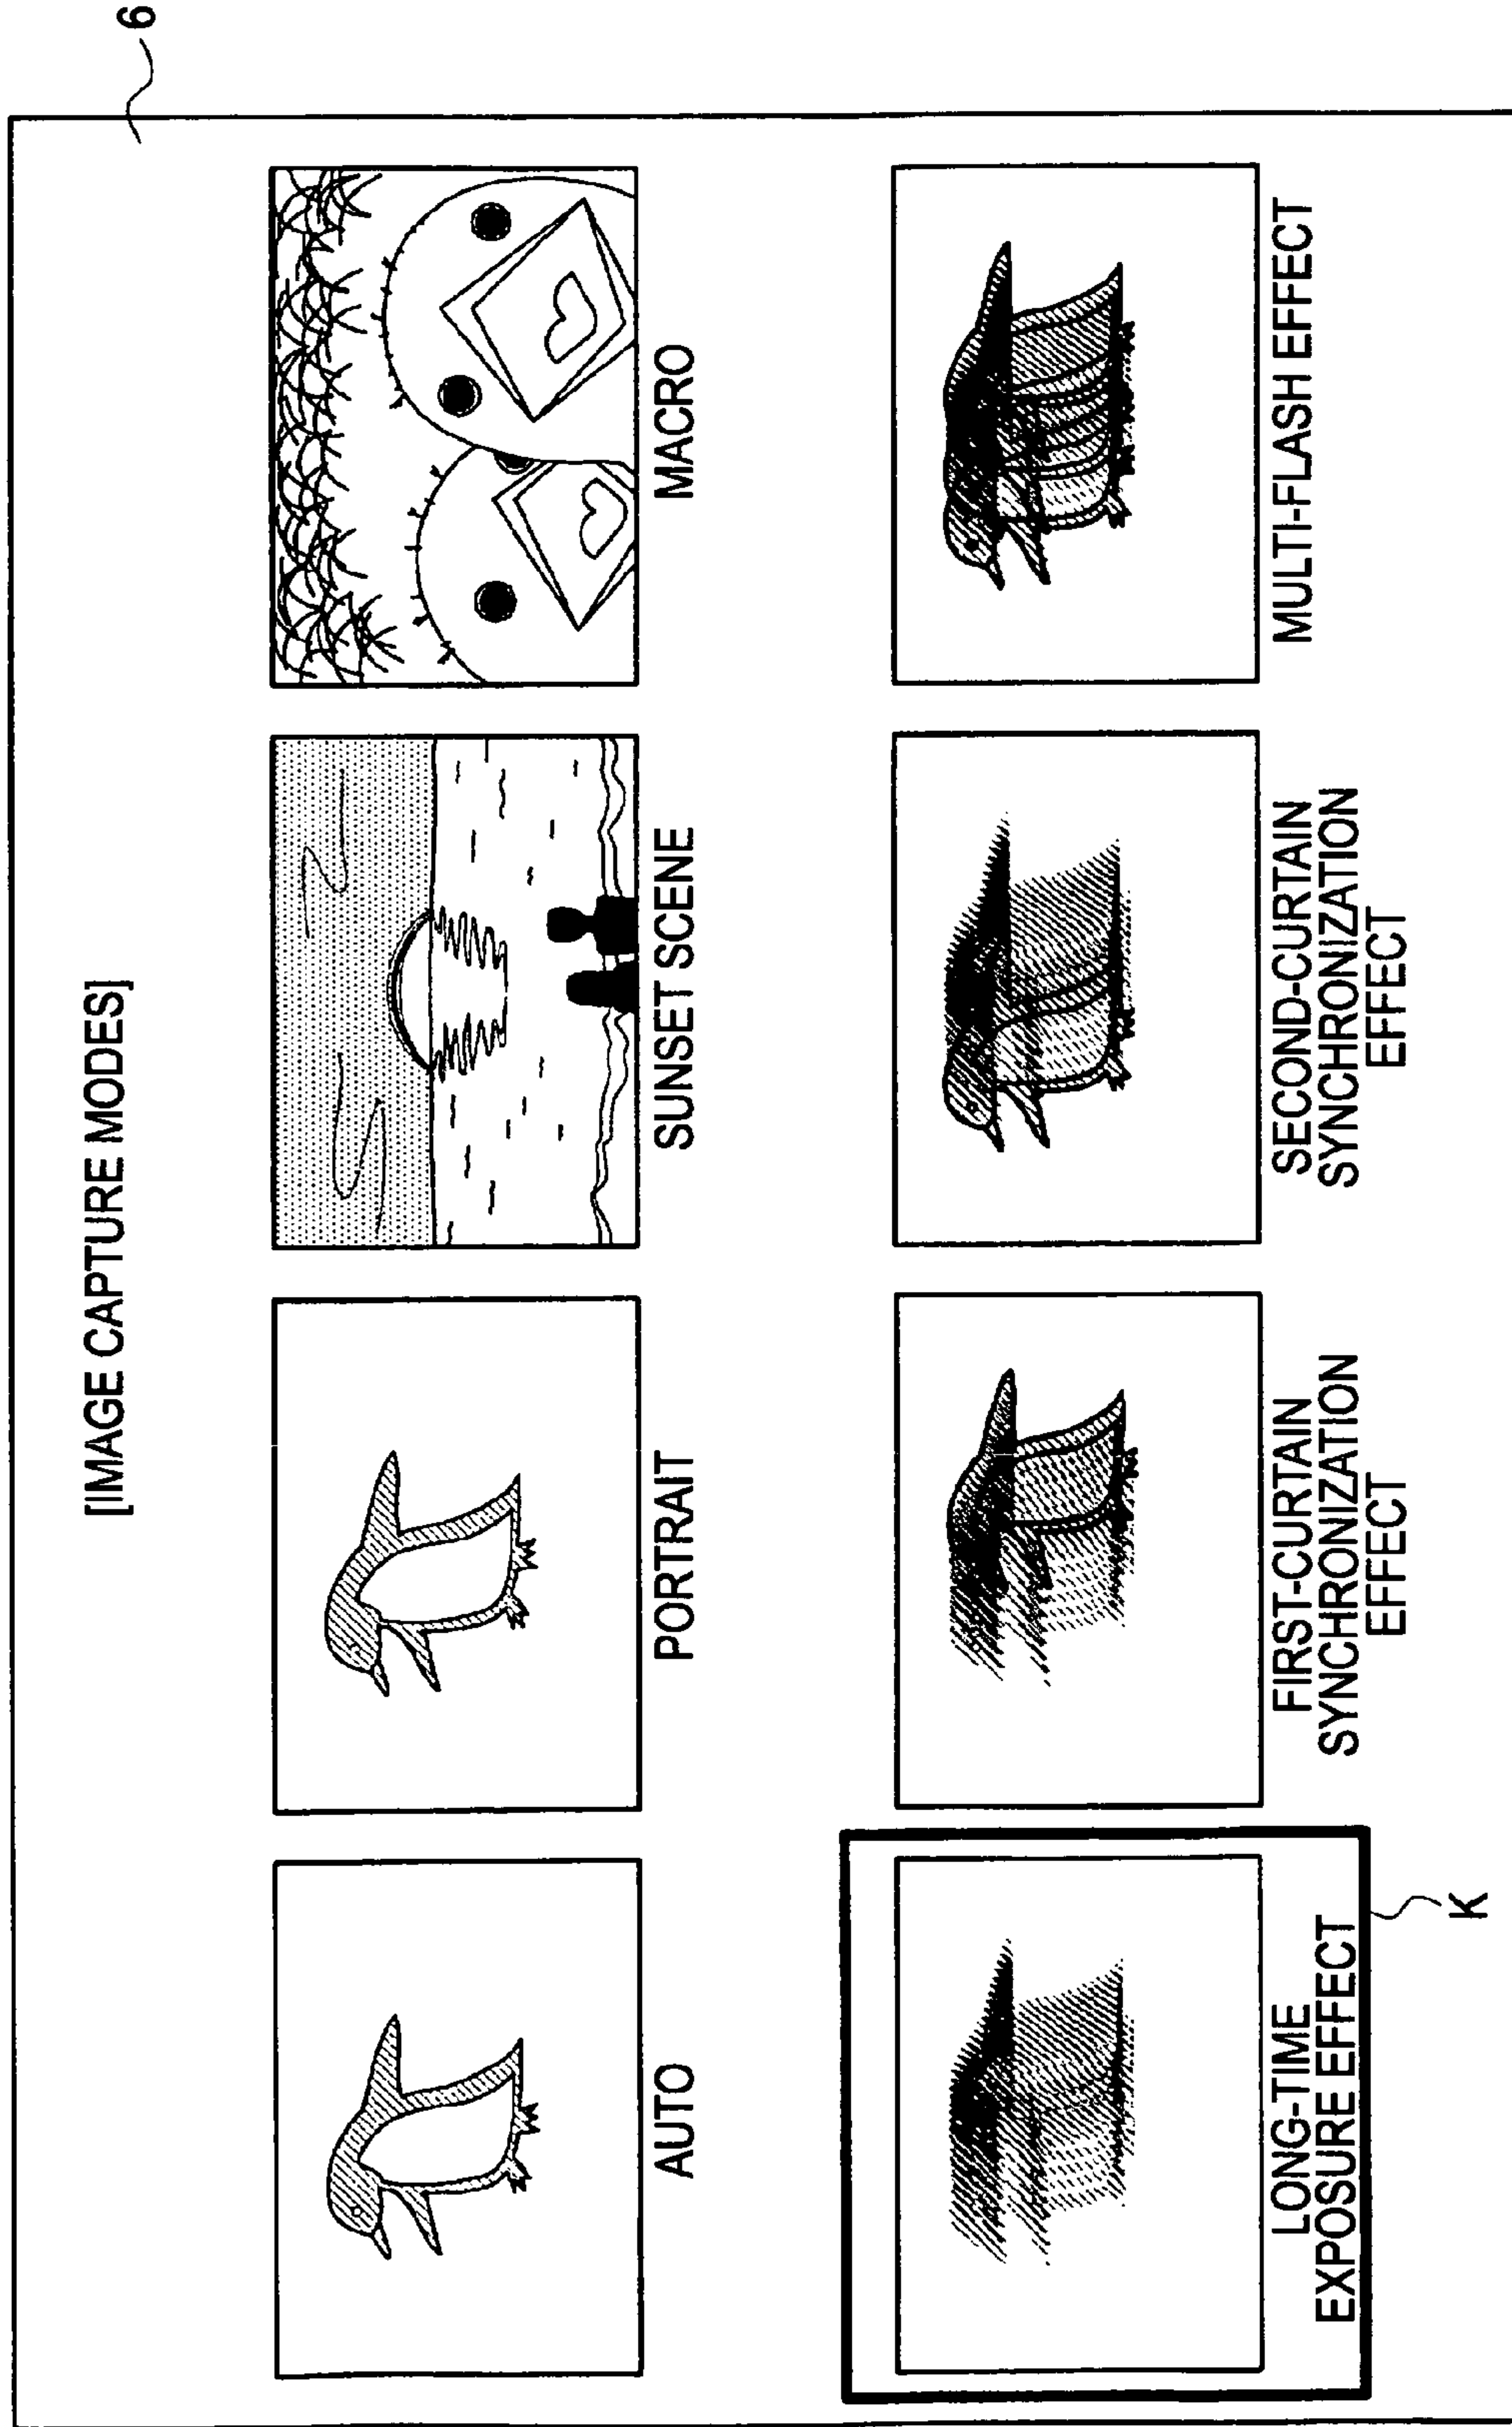 6
[IMAGE CAPTURE MODES]
AUTO
PORTRAIT
SUNSET SCENE
MACRO
LONG-TIME
EXPOSURE EFFECT
FIRST-CURTAIN
SYNCHRONIZATION
EFFECT
SECOND-CURTAIN
SYNCHRONIZATION
EFFECT
MULTI-FLASH EFFECT
K